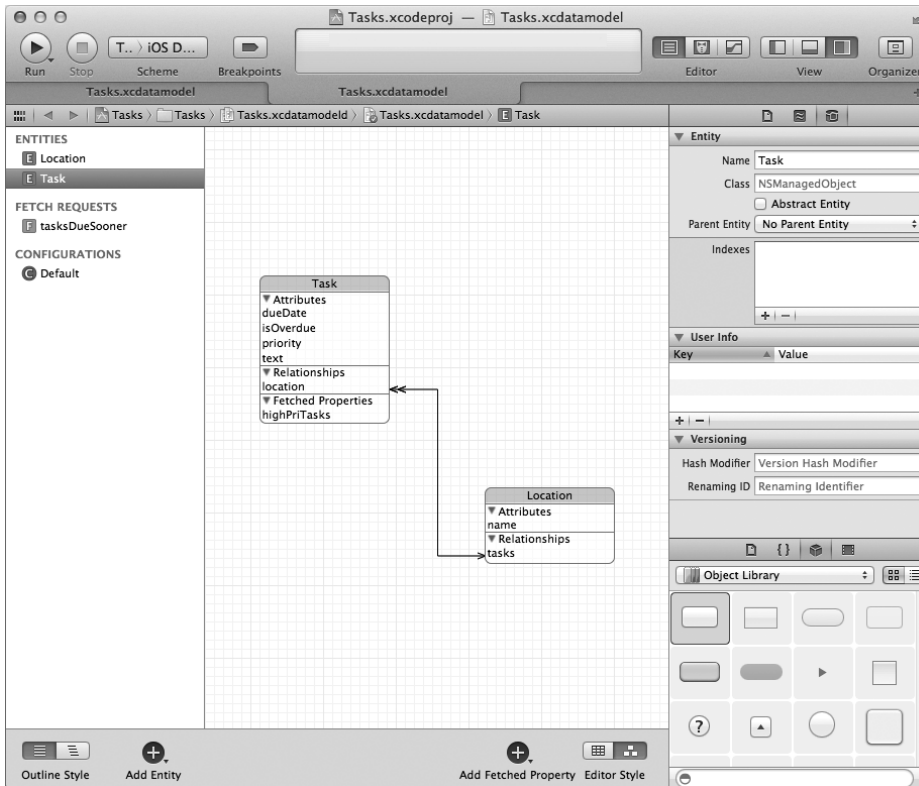 Tasks.xcodeproj — Tasks.xcdatamodel
T.. › iOS D...
Run Stop Scheme Breakpoints Editor View Organizer
Tasks.xcdatamodel Tasks.xcdatamodel
Tasks › Tasks › Tasks.xcdatamodeld › Tasks.xcdatamodel › E Task
ENTITIES
E Location
E Task
FETCH REQUESTS
F tasksDueSooner
CONFIGURATIONS
C Default
Task
Attributes
dueDate
isOverdue
priority
text
Relationships
location
Fetched Properties
highPriTasks
Location
Attributes
name
Relationships
tasks
Entity
Name Task
Class NSManagedObject
Abstract Entity
Parent Entity No Parent Entity
Indexes
+ −
User Info
Key Value
+ −
Versioning
Hash Modifier Version Hash Modifier
Renaming ID Renaming Identifier
{}
Object Library
?
Outline Style Add Entity Add Fetched Property Editor Style